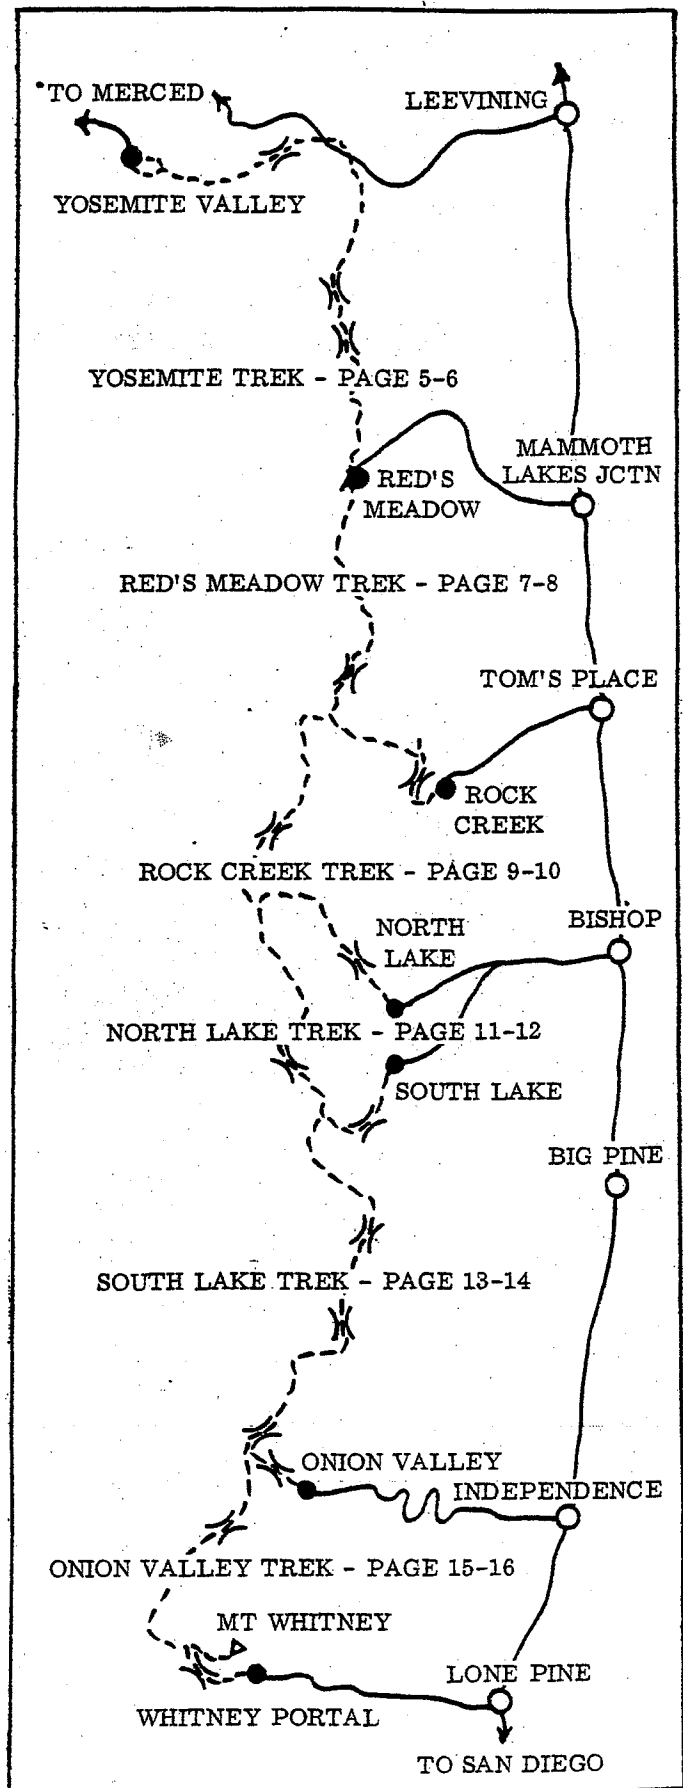 TO MERCED
LEEVINING
YOSEMITE VALLEY
YOSEMITE TREK - PAGE 5-6
MAMMOTH
LAKES JCTN
RED'S
MEADOW
RED'S MEADOW TREK - PAGE 7-8
TOM'S PLACE
ROCK
CREEK
ROCK CREEK TREK - PAGE 9-10
BISHOP
NORTH
LAKE
NORTH LAKE TREK - PAGE 11-12
SOUTH LAKE
BIG PINE
SOUTH LAKE TREK - PAGE 13-14
ONION VALLEY
INDEPENDENCE
ONION VALLEY TREK - PAGE 15-16
MT WHITNEY
LONE PINE
WHITNEY PORTAL
TO SAN DIEGO